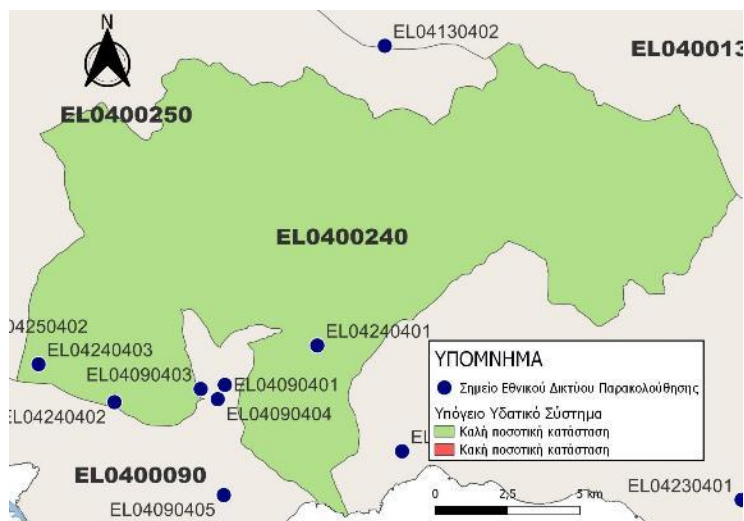 N
EL04130402
EL040013
EL0400250
EL0400240
04250402
EL04240401
EL04240403
EL04090403
EL04090401
EL04240402
EL04090404
ΥΠΟΜΝΗΜΑ
Σημείο Εθνικού Δικτύου Παρακολούθησης
Υπόγειο Υδατικό Σύστημα
Καλή ποσοτική κατάσταση
Κακή ποσοτική κατάσταση
EL
EL0400090
EL04090405
EL04230401
0 2,5 5 km